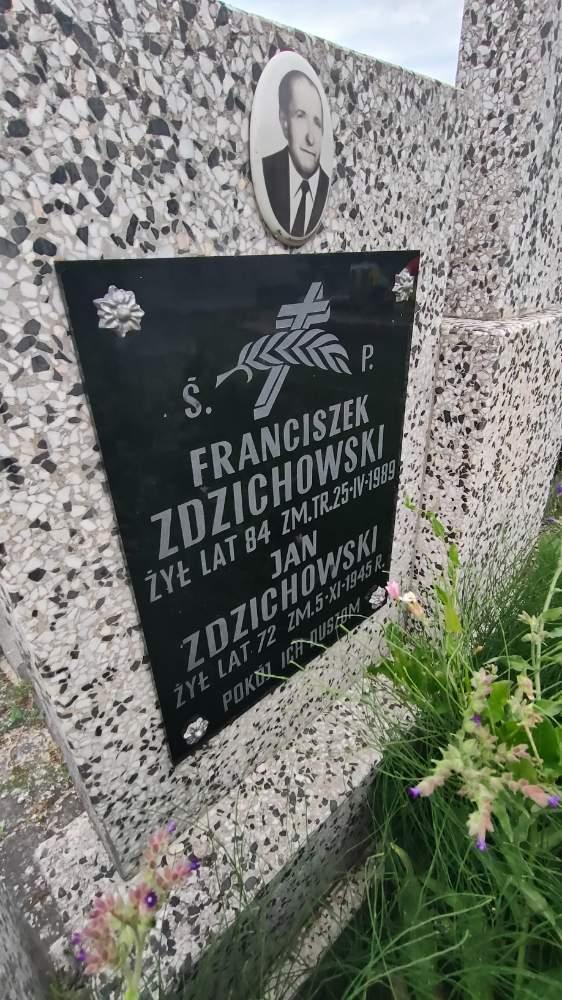 Ś. P.
FRANCISZEK
ZDZICHOWSKI
ŻYŁ LAT 84 ZM.TR.25·IV·1989
JAN
ZDZICHOWSKI
ŻYŁ LAT 72 ZM.5·XI·1945 R.
POKÓJ ICH DUSZOM